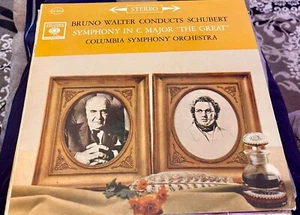 STEREO
BRUNO WALTER CONDUCTS SCHUBERT
SYMPHONY IN C MAJOR "THE GREAT"
COLUMBIA SYMPHONY ORCHESTRA